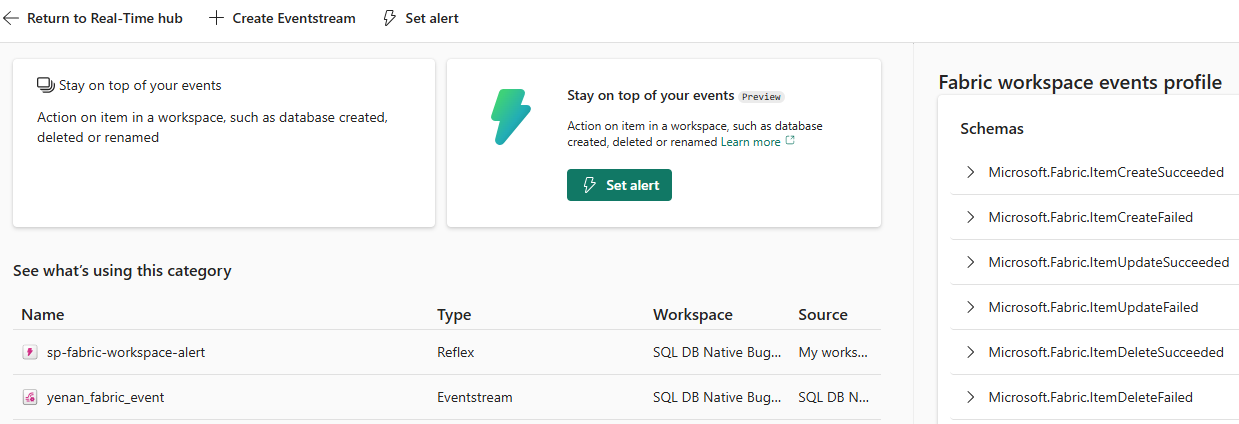 Return to Real-Time hub
Create Eventstream
Set alert
Stay on top of your events
Action on item in a workspace, such as database created,
deleted or renamed
Stay on top of your events Preview
Action on item in a workspace, such as database
created, deleted or renamed Learn more
Set alert
See what's using this category
Name Type Workspace Source
sp-fabric-workspace-alert Reflex SQL DB Native Bug... My works...
yenan_fabric_event Eventstream SQL DB Native Bug... SQL DB N...
Fabric workspace events profile
Schemas
Microsoft.Fabric.ItemCreateSucceeded
Microsoft.Fabric.ItemCreateFailed
Microsoft.Fabric.ItemUpdateSucceeded
Microsoft.Fabric.ItemUpdateFailed
Microsoft.Fabric.ItemDeleteSucceeded
Microsoft.Fabric.ItemDeleteFailed